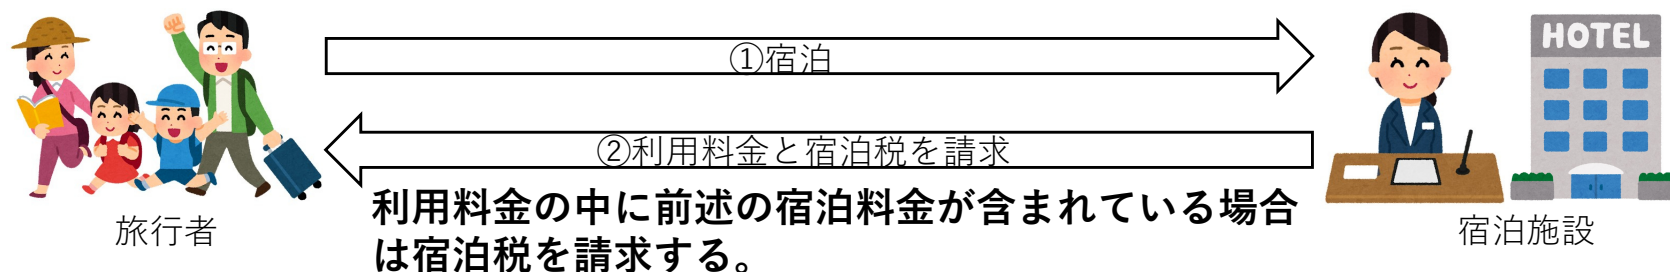 ①宿泊
HOTEL
②利用料金と宿泊税を請求
利用料金の中に前述の宿泊料金が含まれている場合
は宿泊税を請求する。
旅行者
宿泊施設